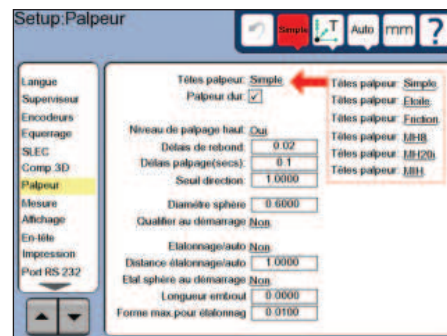 Setup:Palpeur
Simple
Auto
mm
?
Langue
Superviseur
Encodeurs
Equerrage
SLEC
Comp 3D
Palpeur
Mesure
Affichage
En-tête
Impression
Port RS 232
Têtes palpeur: Simple
Palpeur dur:
Niveau de palpage haut: Oui
Délais de rebond: 0.02
Délais palpage(secs): 0.1
Seuil direction: 1.0000
Diamètre sphère 0.6000
Qualifier au démarrage Non
Etalonnage/auto Non
Distance étalonnage/auto 1.0000
Etal sphère au démarrage Non
Longueur embout 0.0000
Forme max.pour étalonnag 0.0100
Têtes palpeur: Simple
Têtes palpeur: Etoile
Têtes palpeur: Friction
Têtes palpeur: MH8
Têtes palpeur: MH20i
Têtes palpeur: MIH